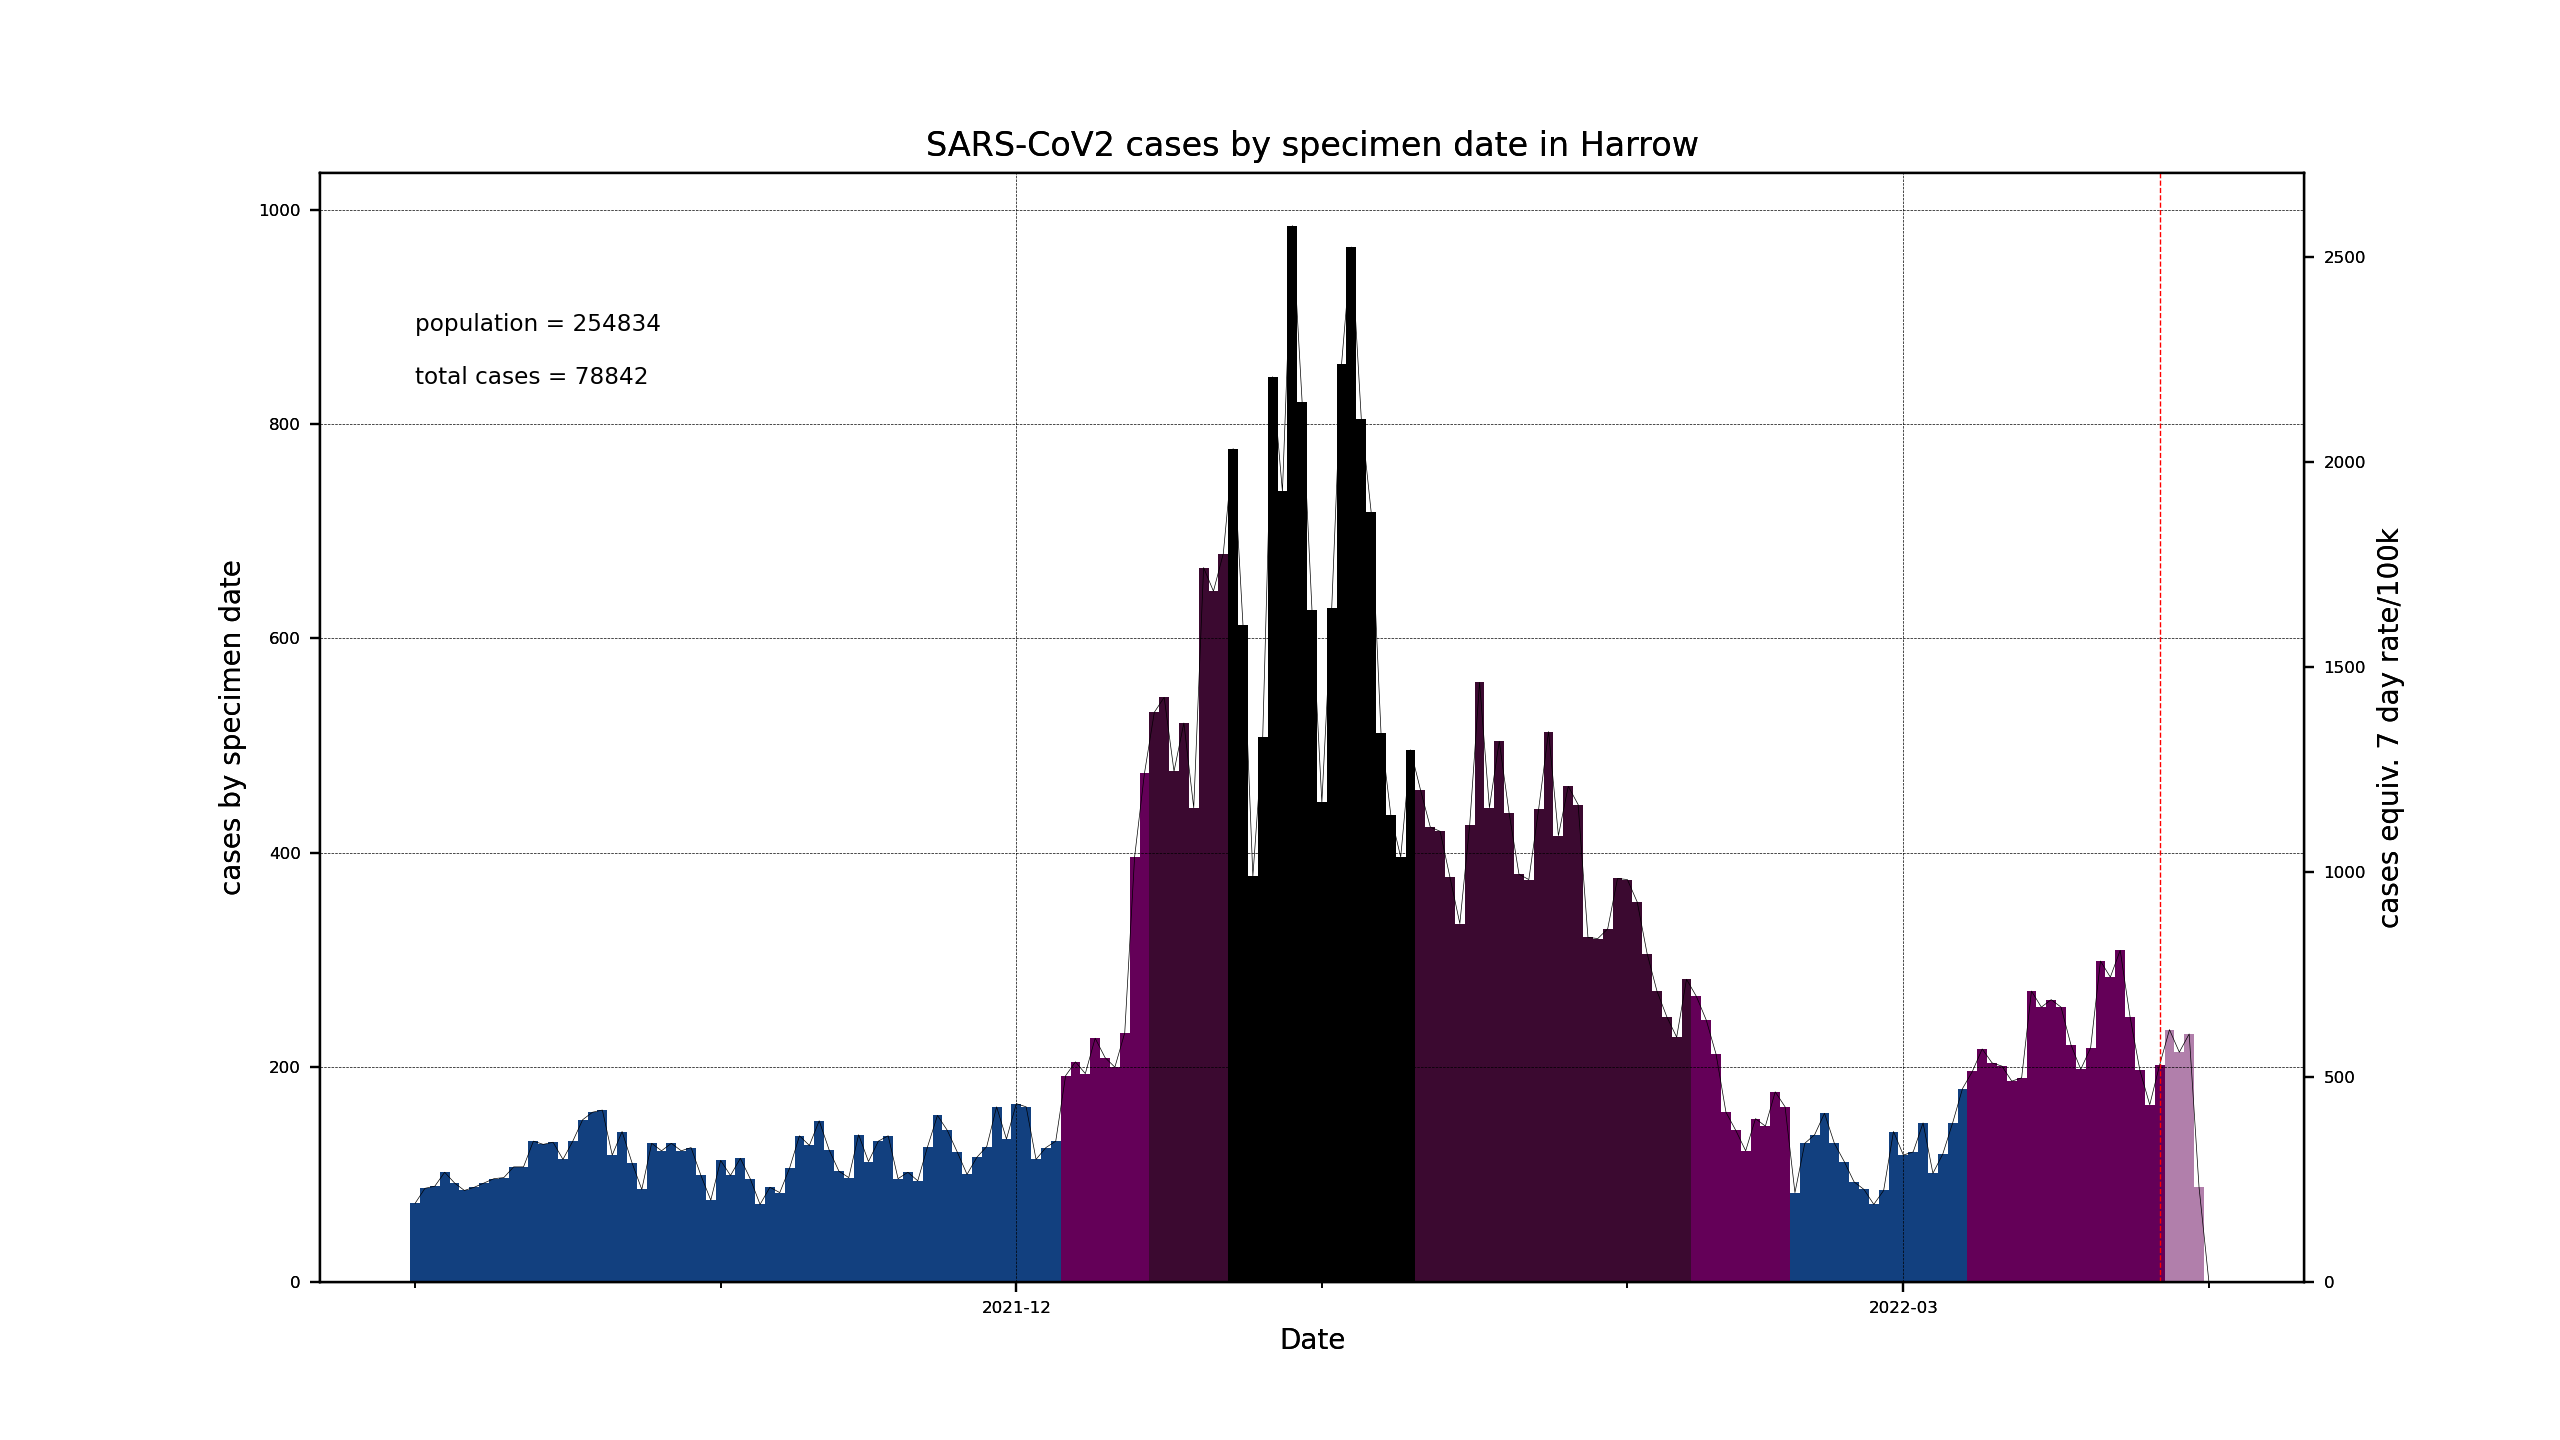 SARS-CoV2 cases by specimen date in Harrow
population = 254834
total cases = 78842
cases by specimen date
1000
800
600
400
200
0
2500
2000
1500
1000
500
0
cases equiv. 7 day rate/100k
2021-12
2022-03
Date